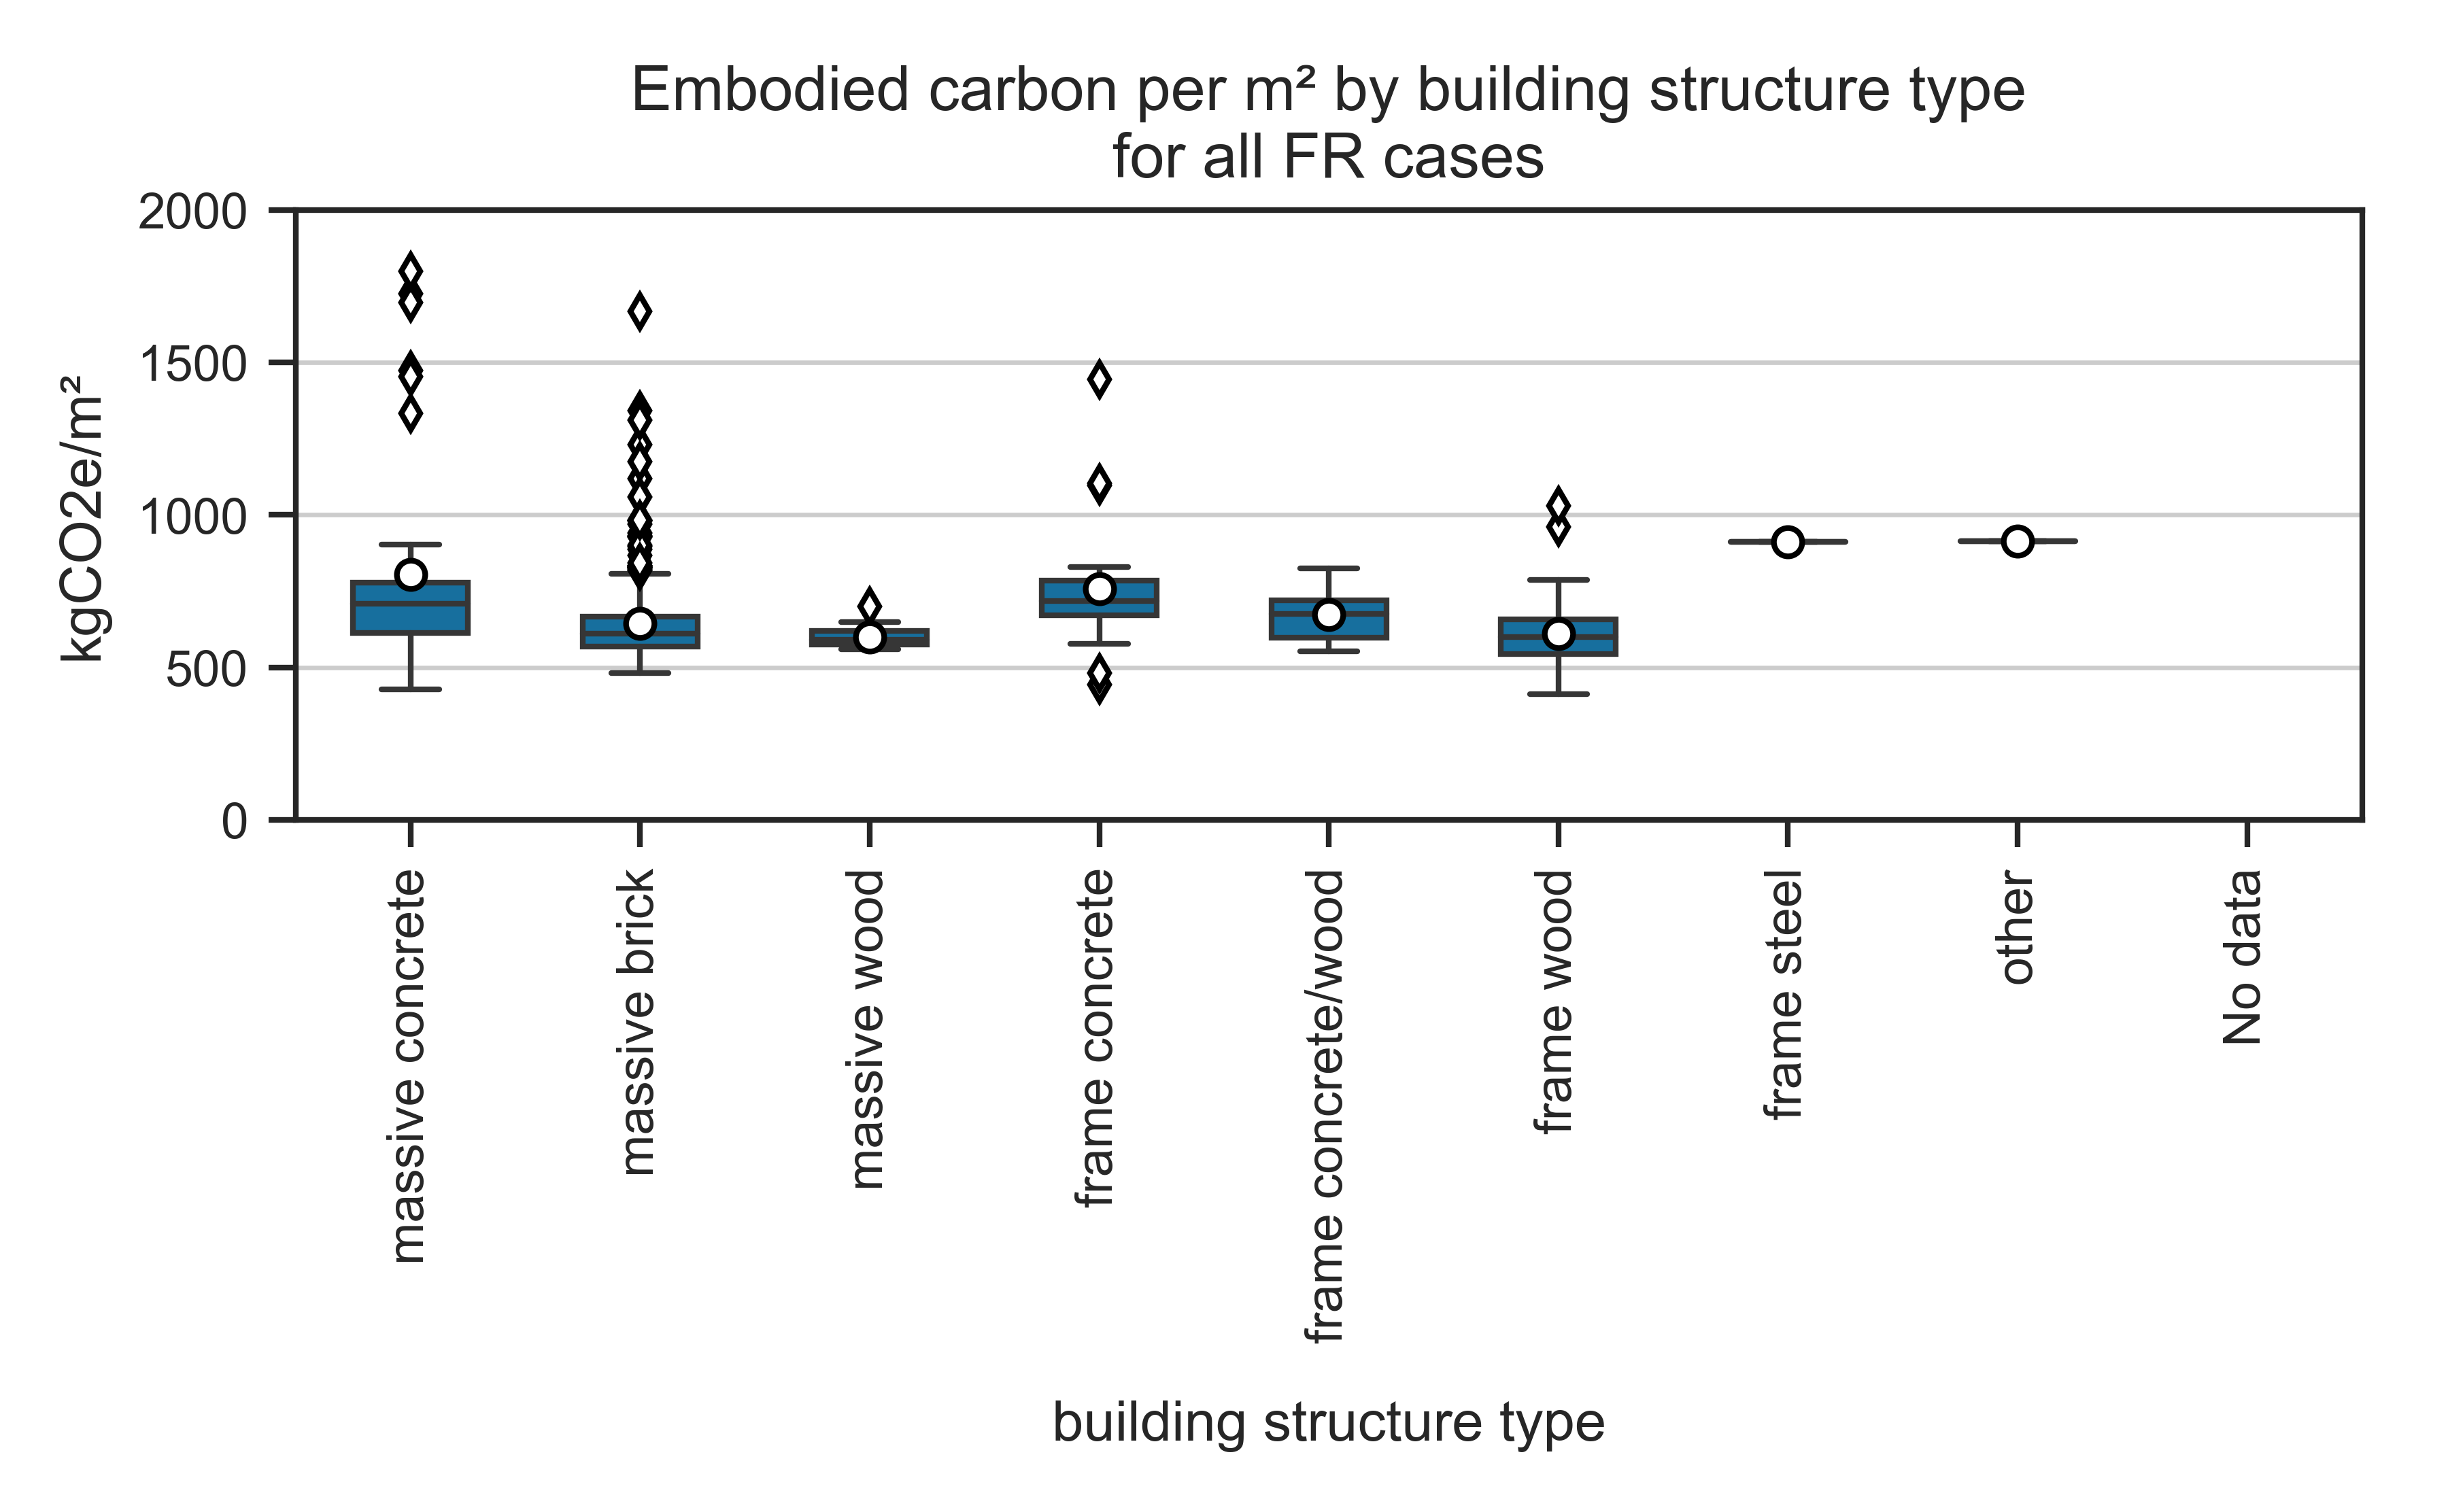 Embodied carbon per m² by building structure type
for all FR cases
2000
1500
1000
500
0
kgCO2e/m²
massive concrete
massive brick
massive wood
frame concrete
frame concrete/wood
frame wood
frame steel
other
No data
building structure type